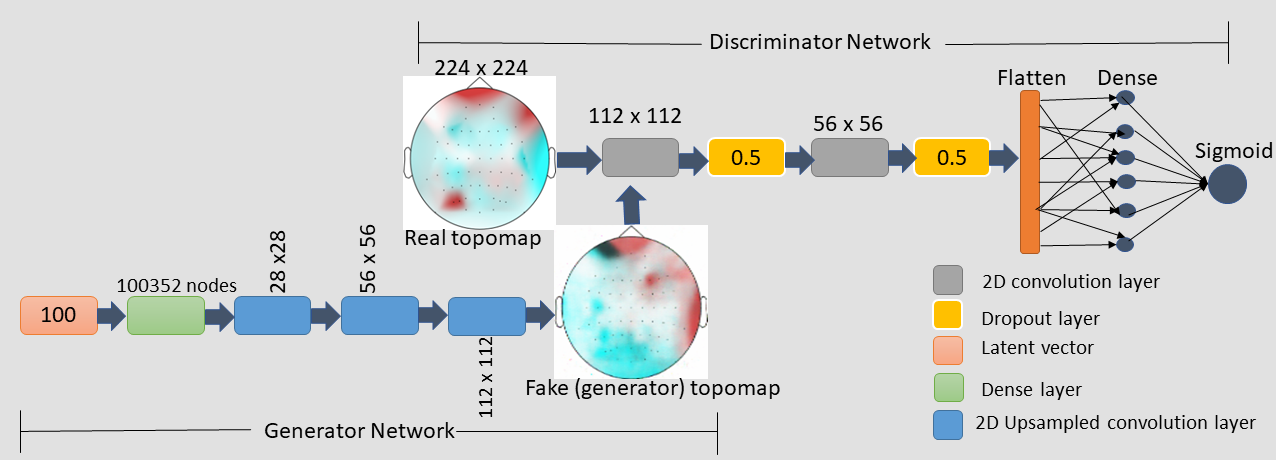 Discriminator Network
224 x 224
Flatten
Dense
112 x 112
56 x 56
0.5
0.5
Sigmoid
Real topomap
28 x28
56 x 56
100352 nodes
100
112 x 112
Fake (generator) topomap
Generator Network
2D convolution layer
Dropout layer
Latent vector
Dense layer
2D Upsampled convolution layer